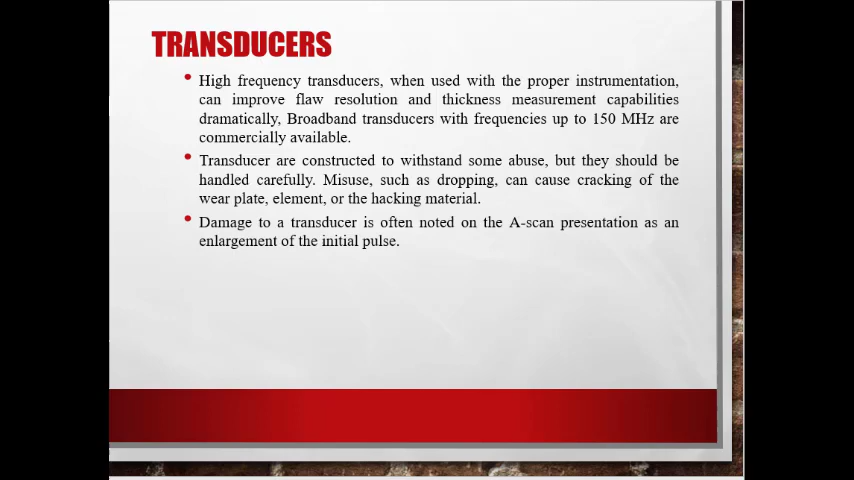 TRANSDUCERS
• High frequency transducers, when used with the proper instrumentation,
can improve flaw resolution and thickness measurement capabilities
dramatically, Broadband transducers with frequencies up to 150 MHz are
commercially available.
• Transducer are constructed to withstand some abuse, but they should be
handled carefully. Misuse, such as dropping, can cause cracking of the
wear plate, element, or the hacking material.
• Damage to a transducer is often noted on the A-scan presentation as an
enlargement of the initial pulse.